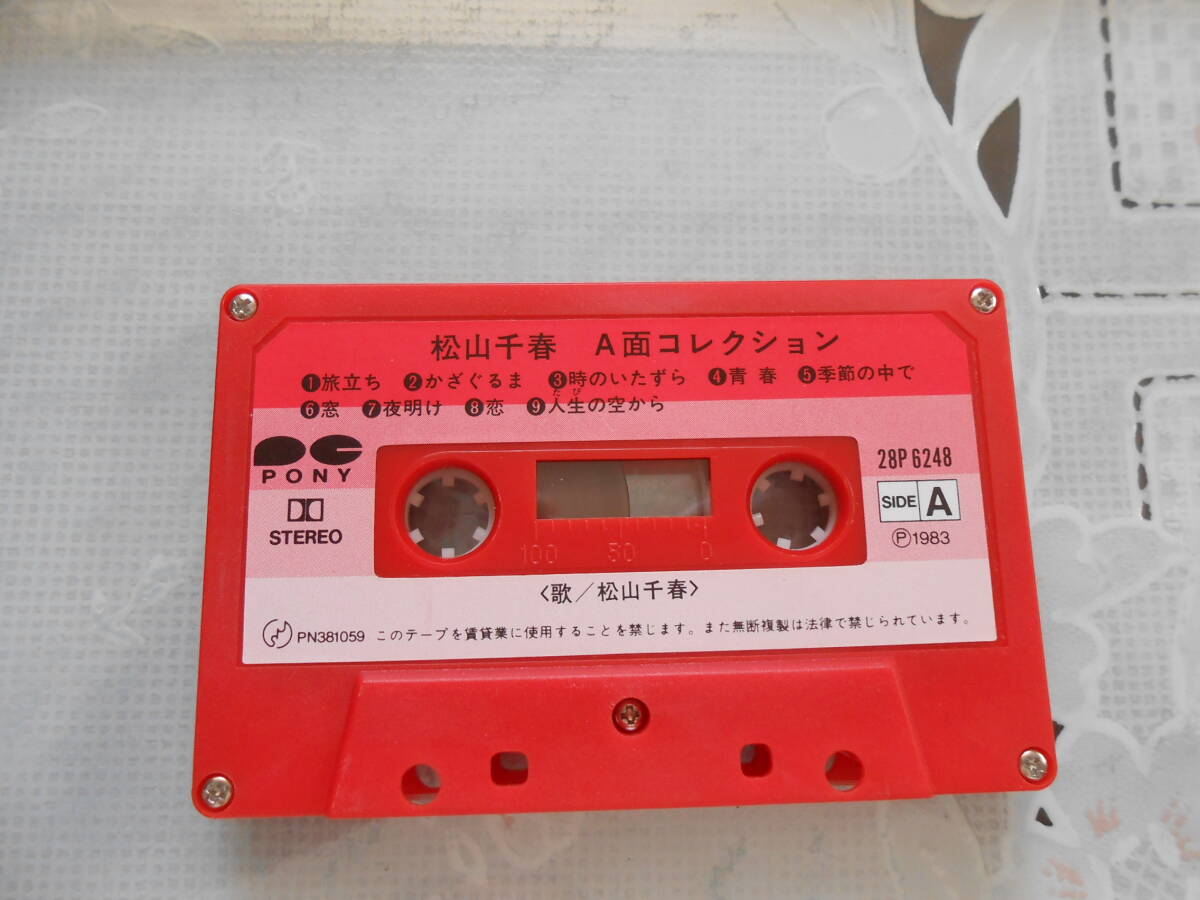 松山千春 A面コレクション
❶旅立ち ❷かざぐるま ❸時のいたずら ❹青春 ❺季節の中で
たび
❻窓 ❼夜明け ❽恋 ❾人生の空から
PONY
28P6248
SIDE A
STEREO
Ⓟ1983
100 50 0
〈歌／松山千春〉
PN381059 このテープを賃貸業に使用することを禁じます。また無断複製は法律で禁じられています。